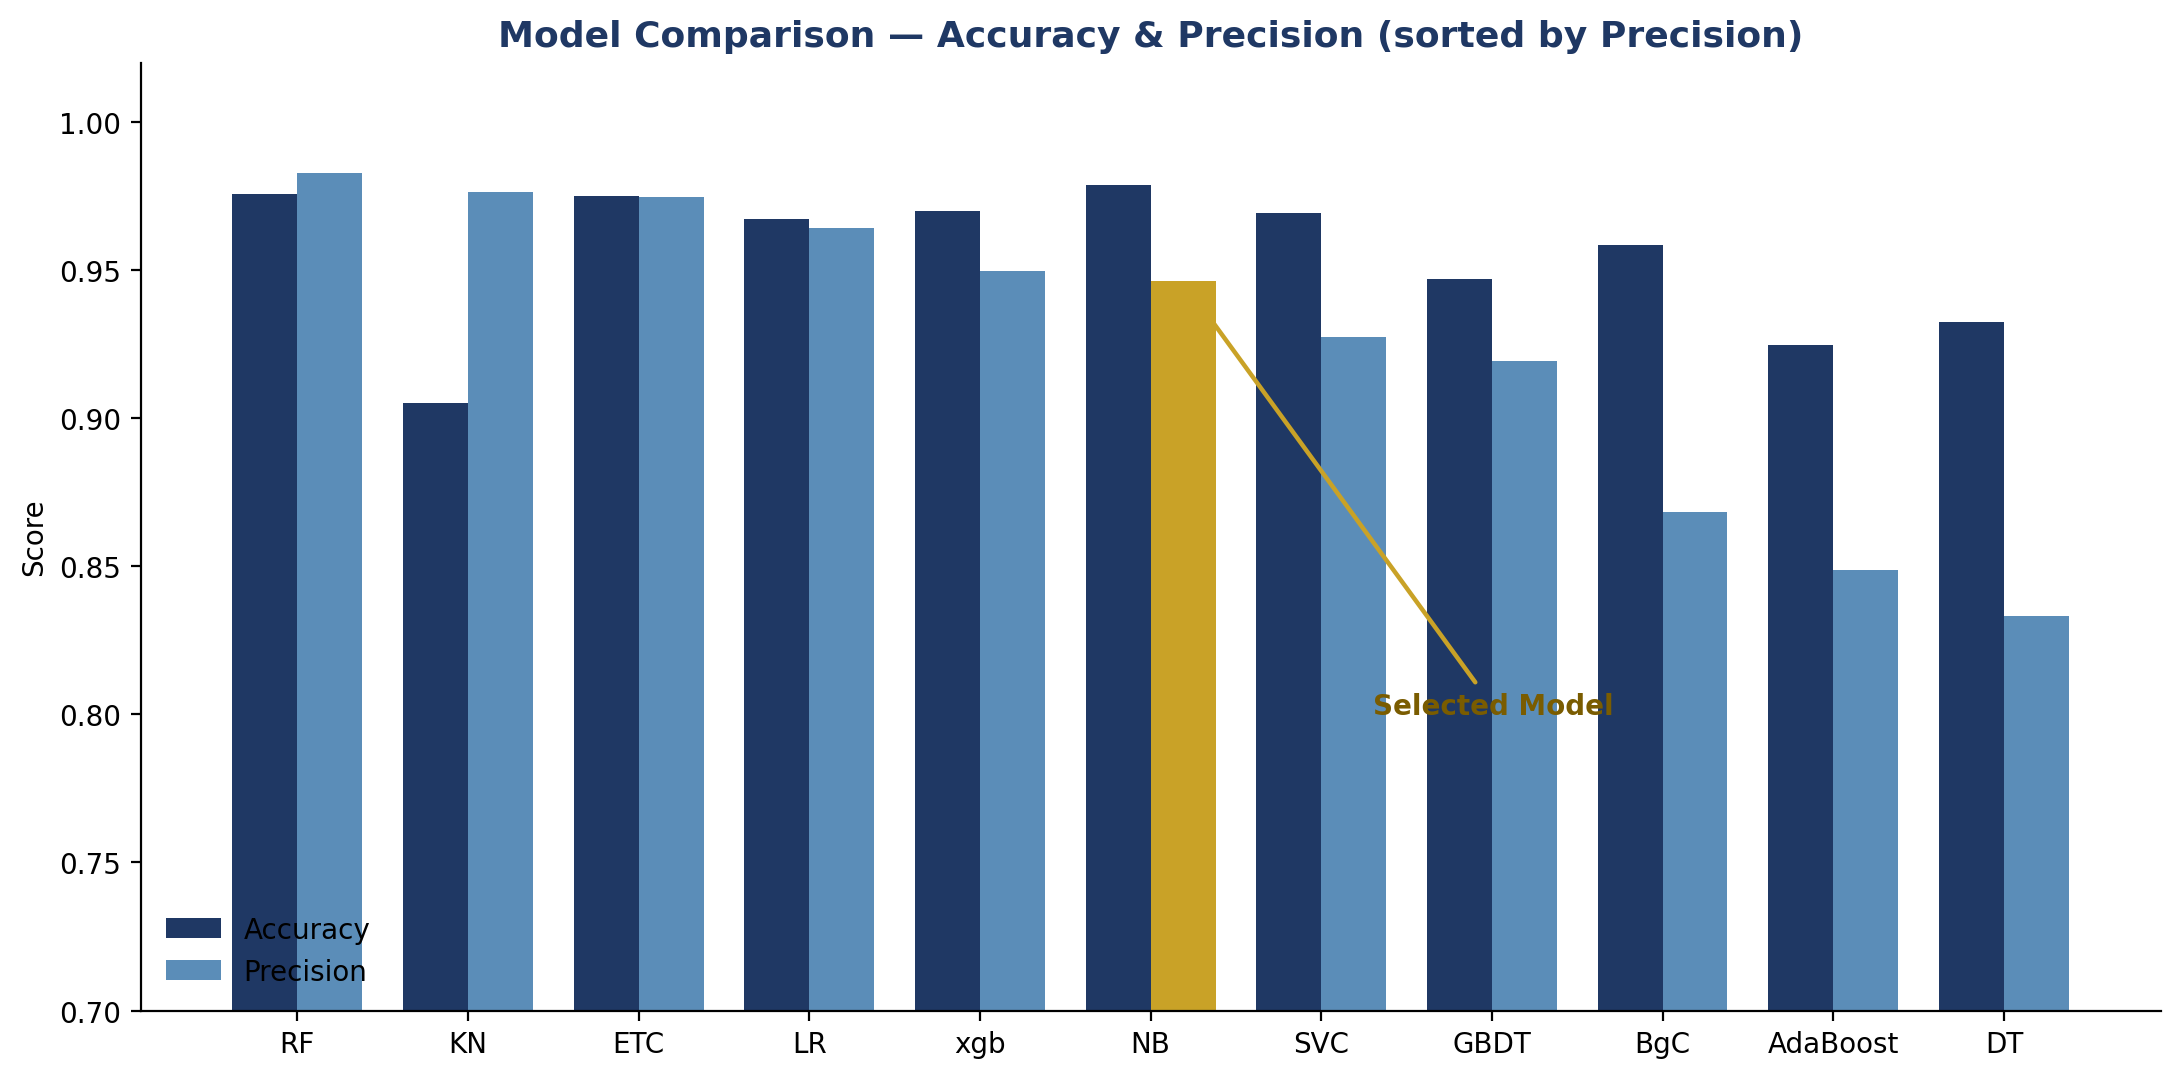 Model Comparison — Accuracy & Precision (sorted by Precision)
1.00
0.95
0.90
0.85
0.80
0.75
0.70
Score
Selected Model
Accuracy
Precision
RF KN ETC LR xgb NB SVC GBDT BgC AdaBoost DT